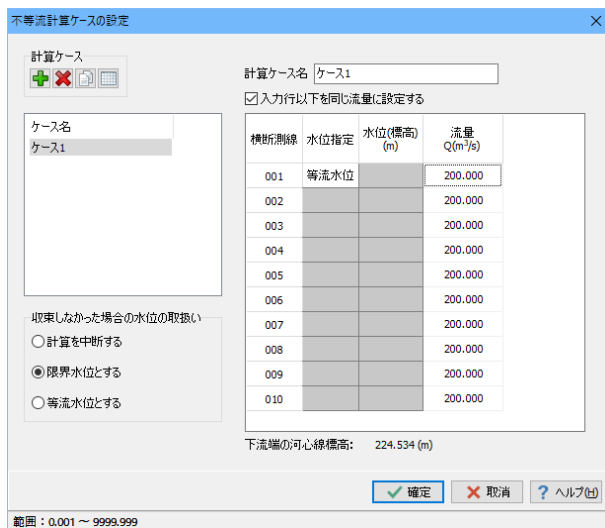 不等流計算ケースの設定
計算ケース
計算ケース名 ケース1
入力行以下を同じ流量に設定する
ケース名
ケース1
横断測線 水位指定 水位(標高)(m) 流量Q(m³/s)
001 等流水位 200.000
002 200.000
003 200.000
004 200.000
005 200.000
006 200.000
007 200.000
008 200.000
009 200.000
010 200.000
収束しなかった場合の水位の取扱い
計算を中断する
限界水位とする
等流水位とする
下流端の河心線標高: 224.534 (m)
確定 取消 ? ヘルプ(H)
範囲:0.001 ~ 9999.999